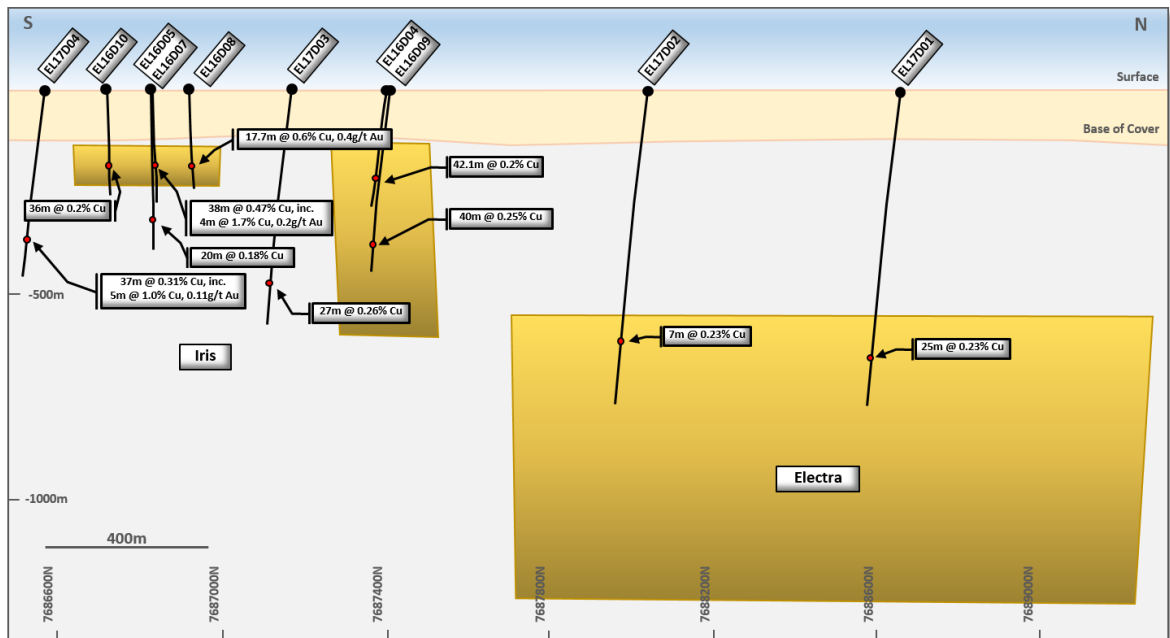 S
N
EL17D04
EL16D10
EL16D05
EL16D07
EL16D08
EL17D03
EL16D04
EL16D09
EL17D02
EL17D01
Surface
Base of Cover
17.7m @ 0.6% Cu, 0.4g/t Au
42.1m @ 0.2% Cu
36m @ 0.2% Cu
38m @ 0.47% Cu, inc.
4m @ 1.7% Cu, 0.2g/t Au
40m @ 0.25% Cu
20m @ 0.18% Cu
37m @ 0.31% Cu, inc.
5m @ 1.0% Cu, 0.11g/t Au
-500m
27m @ 0.26% Cu
7m @ 0.23% Cu
25m @ 0.23% Cu
Iris
Electra
-1000m
400m
7686600N
7687000N
7687400N
7687800N
7688200N
7688600N
7689000N